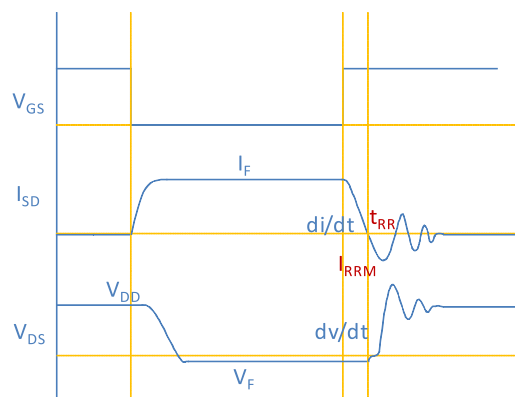 V_GS
I_F
I_SD
di/dt
t_RR
I_RRM
V_DD
V_DS
dv/dt
V_F